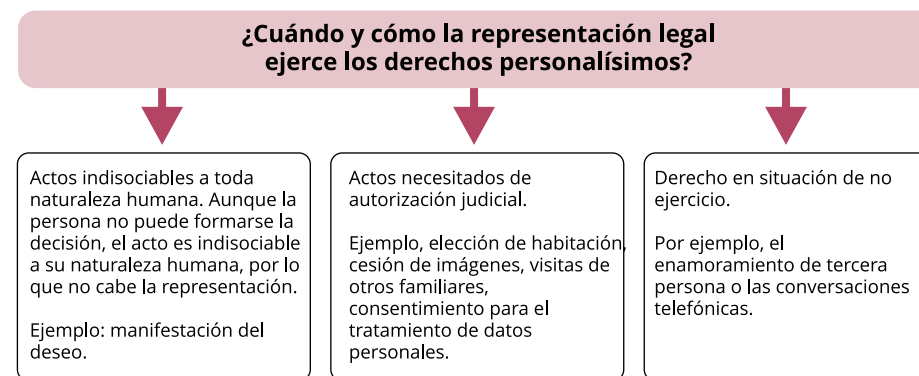 ¿Cuándo y cómo la representación legal
ejerce los derechos personalísimos?
Actos indisociables a toda
naturaleza humana. Aunque la
persona no puede formarse la
decisión, el acto es indisociable
a su naturaleza humana, por lo
que no cabe la representación.
Ejemplo: manifestación del
deseo.
Actos necesitados de
autorización judicial.
Ejemplo, elección de habitación,
cesión de imágenes, visitas de
otros familiares,
consentimiento para el
tratamiento de datos
personales.
Derecho en situación de no
ejercicio.
Por ejemplo, el
enamoramiento de tercera
persona o las conversaciones
telefónicas.